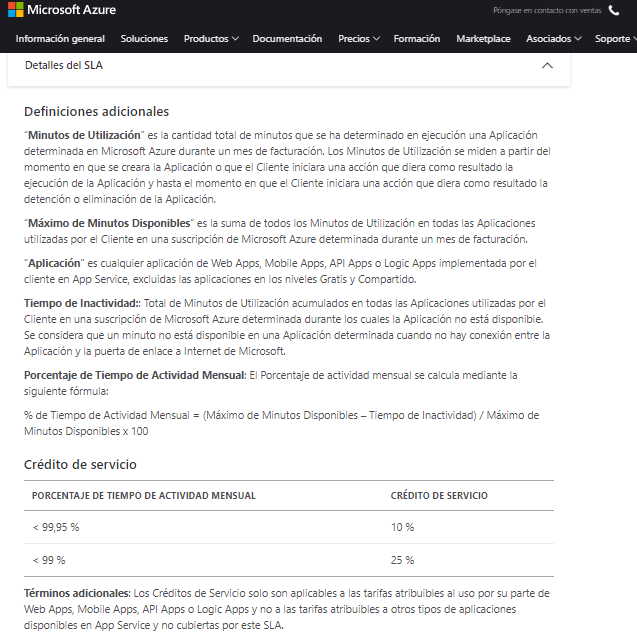 Microsoft Azure
Póngase en contacto con ventas
Información general Soluciones Productos Documentación Precios Formación Marketplace Asociados Soporte
Detalles del SLA
Definiciones adicionales
“Minutos de Utilización” es la cantidad total de minutos que se ha determinado en ejecución una Aplicación
determinada en Microsoft Azure durante un mes de facturación. Los Minutos de Utilización se miden a partir del
momento en que se creara la Aplicación o que el Cliente iniciara una acción que diera como resultado la
ejecución de la Aplicación y hasta el momento en que el Cliente iniciara una acción que diera como resultado la
detención o eliminación de la Aplicación.
“Máximo de Minutos Disponibles” es la suma de todos los Minutos de Utilización en todas las Aplicaciones
utilizadas por el Cliente en una suscripción de Microsoft Azure determinada durante un mes de facturación.
"Aplicación" es cualquier aplicación de Web Apps, Mobile Apps, API Apps o Logic Apps implementada por el
cliente en App Service, excluidas las aplicaciones en los niveles Gratis y Compartido.
Tiempo de Inactividad:: Total de Minutos de Utilización acumulados en todas las Aplicaciones utilizadas por el
Cliente en una suscripción de Microsoft Azure determinada durante los cuales la Aplicación no está disponible.
Se considera que un minuto no está disponible en una Aplicación determinada cuando no hay conexión entre la
Aplicación y la puerta de enlace a Internet de Microsoft.
Porcentaje de Tiempo de Actividad Mensual: El Porcentaje de actividad mensual se calcula mediante la
siguiente fórmula:
% de Tiempo de Actividad Mensual = (Máximo de Minutos Disponibles – Tiempo de Inactividad) / Máximo de
Minutos Disponibles x 100
Crédito de servicio
PORCENTAJE DE TIEMPO DE ACTIVIDAD MENSUAL CRÉDITO DE SERVICIO
< 99,95 % 10 %
< 99 % 25 %
Términos adicionales: Los Créditos de Servicio solo son aplicables a las tarifas atribuibles al uso por su parte de
Web Apps, Mobile Apps, API Apps o Logic Apps y no a las tarifas atribuibles a otros tipos de aplicaciones
disponibles en App Service y no cubiertas por este SLA.